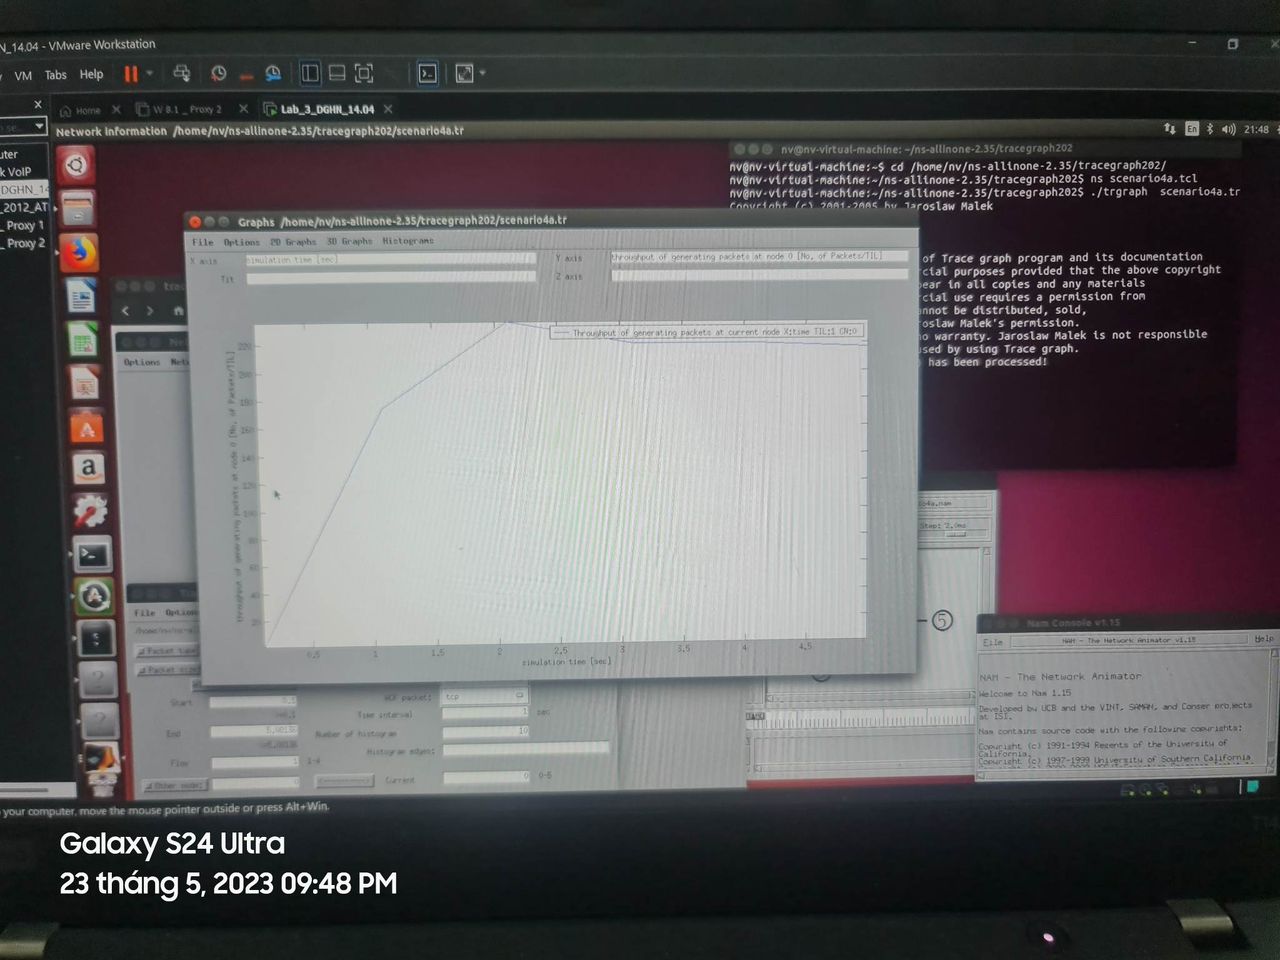 N_14.04 - VMware Workstation
VM Tabs Help
Home
W 8.1 _ Proxy 2
Lab_3_DGHN_14.04
Network information /home/nv/ns-allinone-2.35/tracegraph202/scenario4a.tr
En
21:48
uter
k VoIP
DGHN_14
_2012_AT
_ Proxy 1
_ Proxy 2
nv@nv-virtual-machine: ~/ns-allinone-2.35/tracegraph202
nv@nv-virtual-machine:~$ cd /home/nv/ns-allinone-2.35/tracegraph202/
nv@nv-virtual-machine:~/ns-allinone-2.35/tracegraph202$ ns scenario4a.tcl
nv@nv-virtual-machine:~/ns-allinone-2.35/tracegraph202$ ./trgraph scenario4a.tr
Copyright (c) 2001-2005 by Jaroslaw Malek
of Trace graph program and its documentation
cial purposes provided that the above copyright
ear in all copies and any materials
rcial use requires a permission from
nnot be distributed, sold,
roslaw Malek's permission.
no warranty. Jaroslaw Malek is not responsible
used by using Trace graph.
has been processed!
Graphs /home/nv/ns-allinone-2.35/tracegraph202/scenario4a.tr
File Options 2D Graphs 3D Graphs Histograms
X axis
simulation time [sec]
Y axis
throughput of generating packets at node 0 [No. of Packets/TIL]
Tit
Z axis
Throughput of generating packets at current node X:time TIL:1 CN:0
throughput of generating packets at node 0 [No. of Packets/TIL]
220
200
180
160
140
120
100
80
60
40
20
0.5 1 1.5 2 2.5 3 3.5 4 4.5
simulation time [sec]
Options
File Options
Packet type
Packet size
Start
End
Flow
1
1-4
Other node:
packet:
tcp
Time interval
1
sec
Number of histogram
10
Histogram edges:
Current
0
0-5
Step: 2.0ms
5
Nam Console v1.15
File
NAM - The Network Animator v1.15
Help
NAM - The Network Animator
Welcome to Nam 1.15
Developed by UCB and the VINT, SAMAN, and Conser projects
at ISI.
Nam contains source code with the following copyrights:
Copyright (c) 1991-1994 Regents of the University of
California.
Copyright (c) 1997-1999 University of Southern California
your computer, move the mouse pointer outside or press Alt+Win.
Galaxy S24 Ultra
23 tháng 5, 2023 09:48 PM